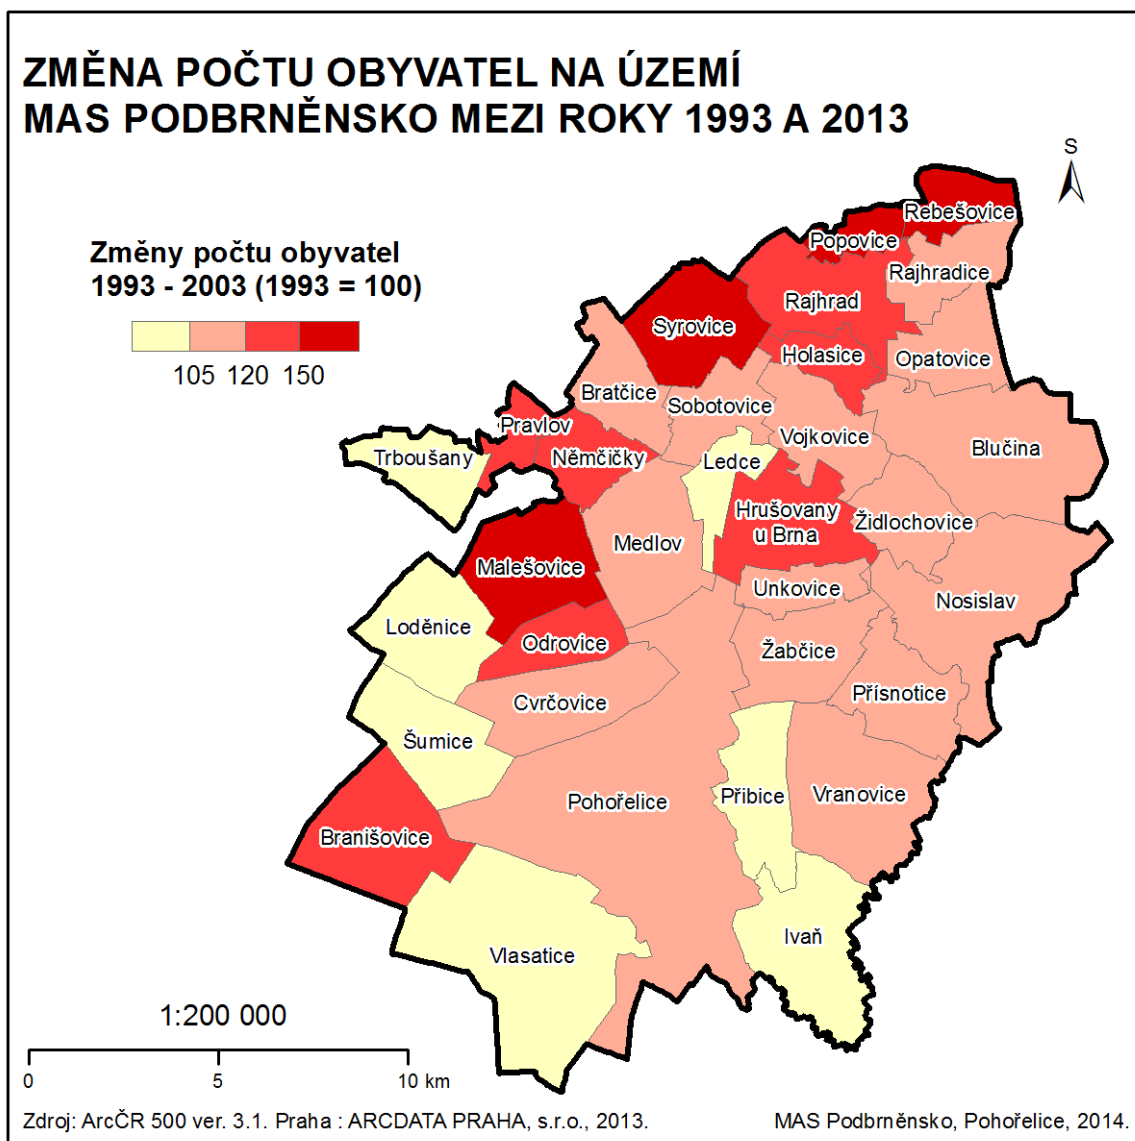 ZMĚNA POČTU OBYVATEL NA ÚZEMÍ
MAS PODBRNĚNSKO MEZI ROKY 1993 A 2013
S
Změny počtu obyvatel
1993 - 2003 (1993 = 100)
105 120 150
Rebešovice
Popovice
Rajhradice
Rajhrad
Syrovice
Holasice
Opatovice
Bratčice
Sobotovice
Pravlov
Vojkovice
Blučina
Trboušany
Němčičky
Ledce
Hrušovany
u Brna
Židlochovice
Medlov
Malešovice
Unkovice
Nosislav
Loděnice
Odrovice
Žabčice
Přísnotice
Cvrčovice
Šumice
Přibice
Vranovice
Pohořelice
Branišovice
Ivaň
Vlasatice
1:200 000
0 5 10 km
Zdroj: ArcČR 500 ver. 3.1. Praha : ARCDATA PRAHA, s.r.o., 2013.
MAS Podbrněnsko, Pohořelice, 2014.